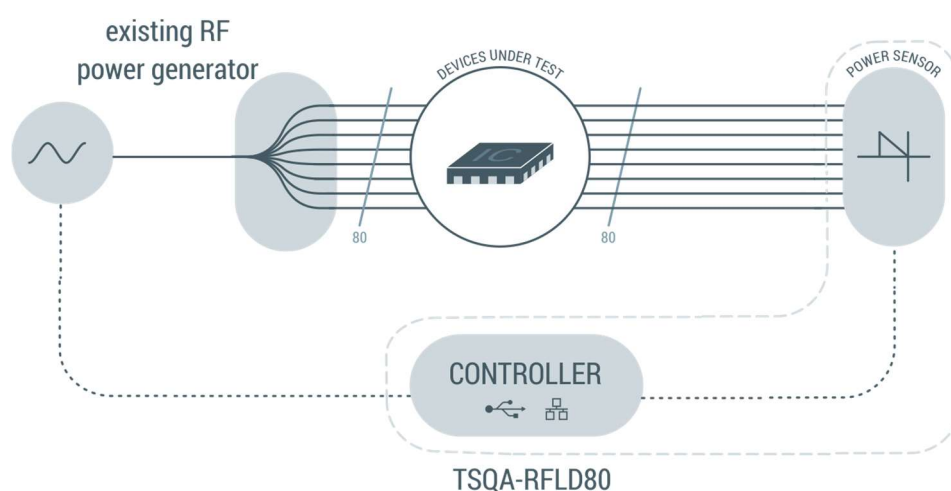 existing RF
power generator
DEVICES UNDER TEST
POWER SENSOR
IC
80
80
CONTROLLER
TSQA-RFLD80